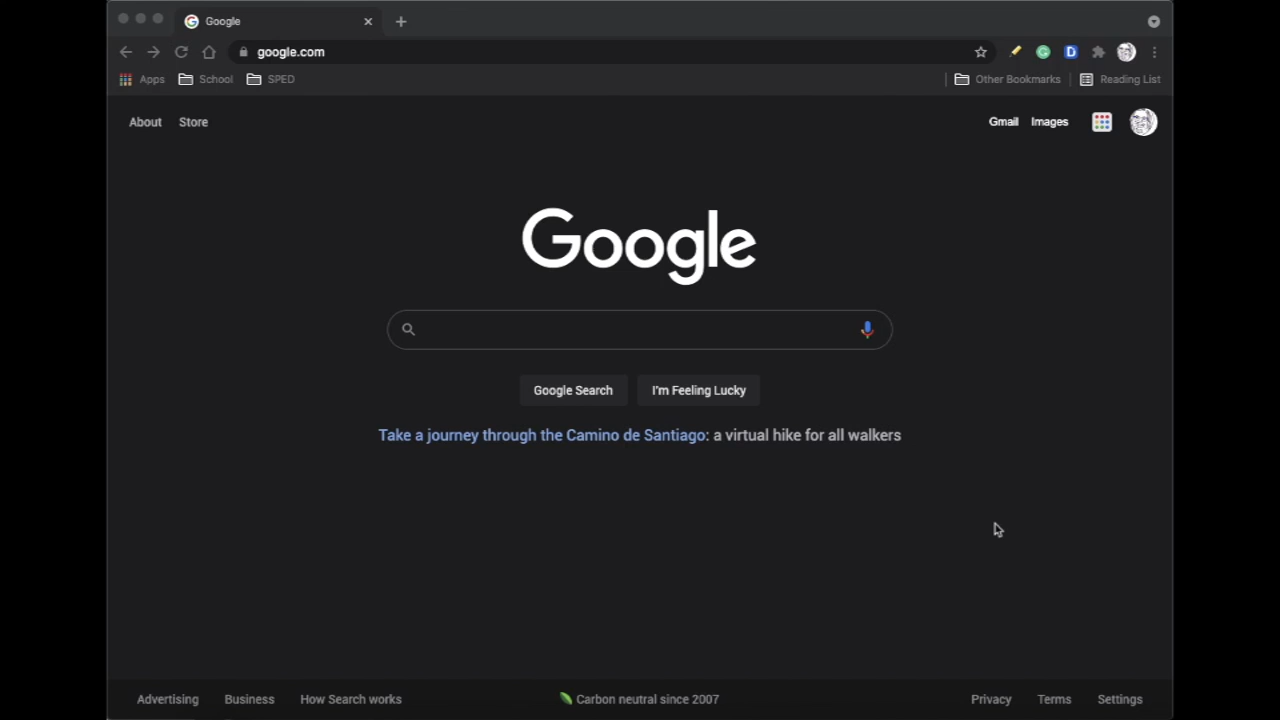 Google
google.com
Apps School SPED Other Bookmarks Reading List
About Store Gmail Images
Google
Google Search I'm Feeling Lucky
Take a journey through the Camino de Santiago: a virtual hike for all walkers
Advertising Business How Search works Carbon neutral since 2007 Privacy Terms Settings